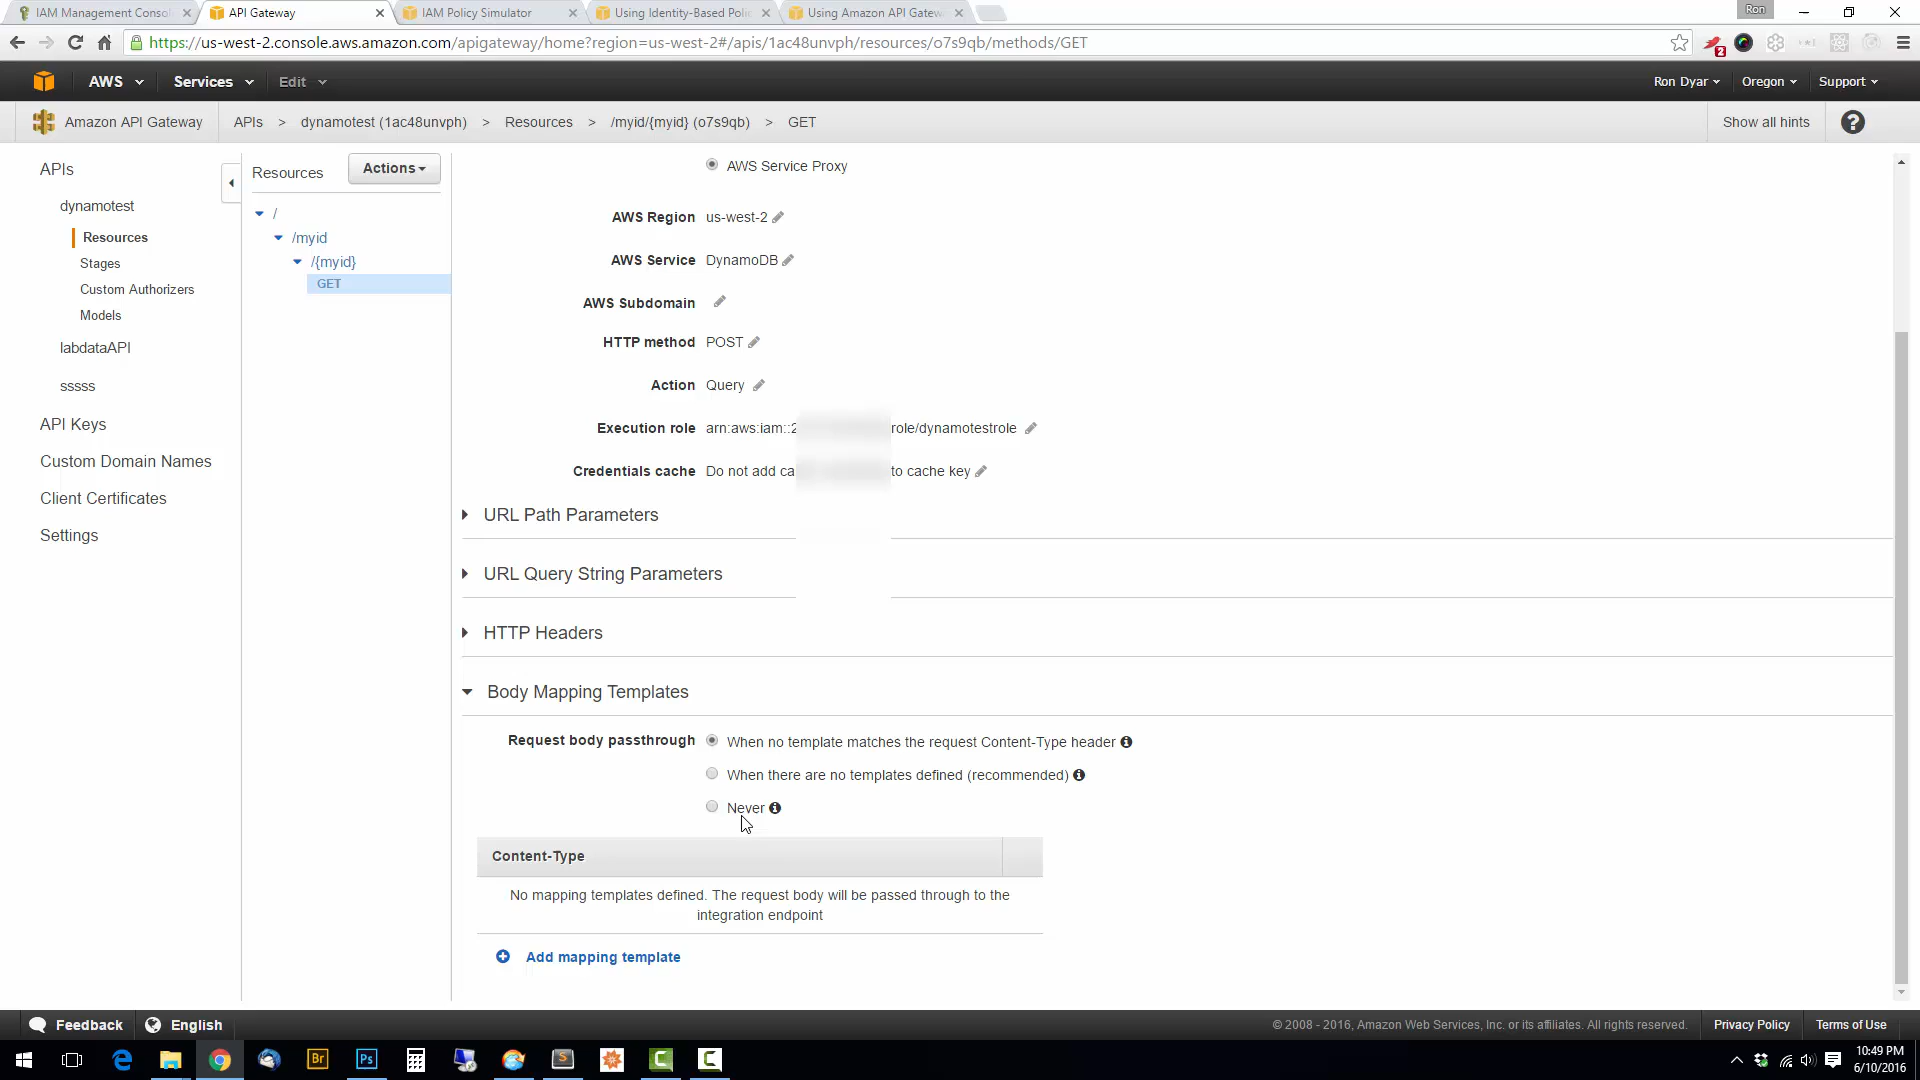 IAM Management Conso
API Gateway
IAM Policy Simulator
Using Identity-Based Poli
Using Amazon API Gatew
Ron
https://us-west-2.console.aws.amazon.com/apigateway/home?region=us-west-2#/apis/1ac48unvph/resources/o7s9qb/methods/GET
2
AWS
Services
Edit
Ron Dyar
Oregon
Support
Amazon API Gateway
APIs > dynamotest (1ac48unvph) > Resources > /myid/{myid} (o7s9qb) > GET
Show all hints
?
APIs
dynamotest
Resources
Stages
Custom Authorizers
Models
labdataAPI
sssss
API Keys
Custom Domain Names
Client Certificates
Settings
Resources
Actions
/
/myid
/{myid}
GET
AWS Service Proxy
AWS Region us-west-2
AWS Service DynamoDB
AWS Subdomain
HTTP method POST
Action Query
Execution role arn:aws:iam::2 role/dynamotestrole
Credentials cache Do not add ca to cache key
URL Path Parameters
URL Query String Parameters
HTTP Headers
Body Mapping Templates
Request body passthrough
When no template matches the request Content-Type header
When there are no templates defined (recommended)
Never
Content-Type
No mapping templates defined. The request body will be passed through to the
integration endpoint
Add mapping template
Feedback
English
© 2008 - 2016, Amazon Web Services, Inc. or its affiliates. All rights reserved.
Privacy Policy
Terms of Use
Br
Ps
S
10:49 PM
6/10/2016